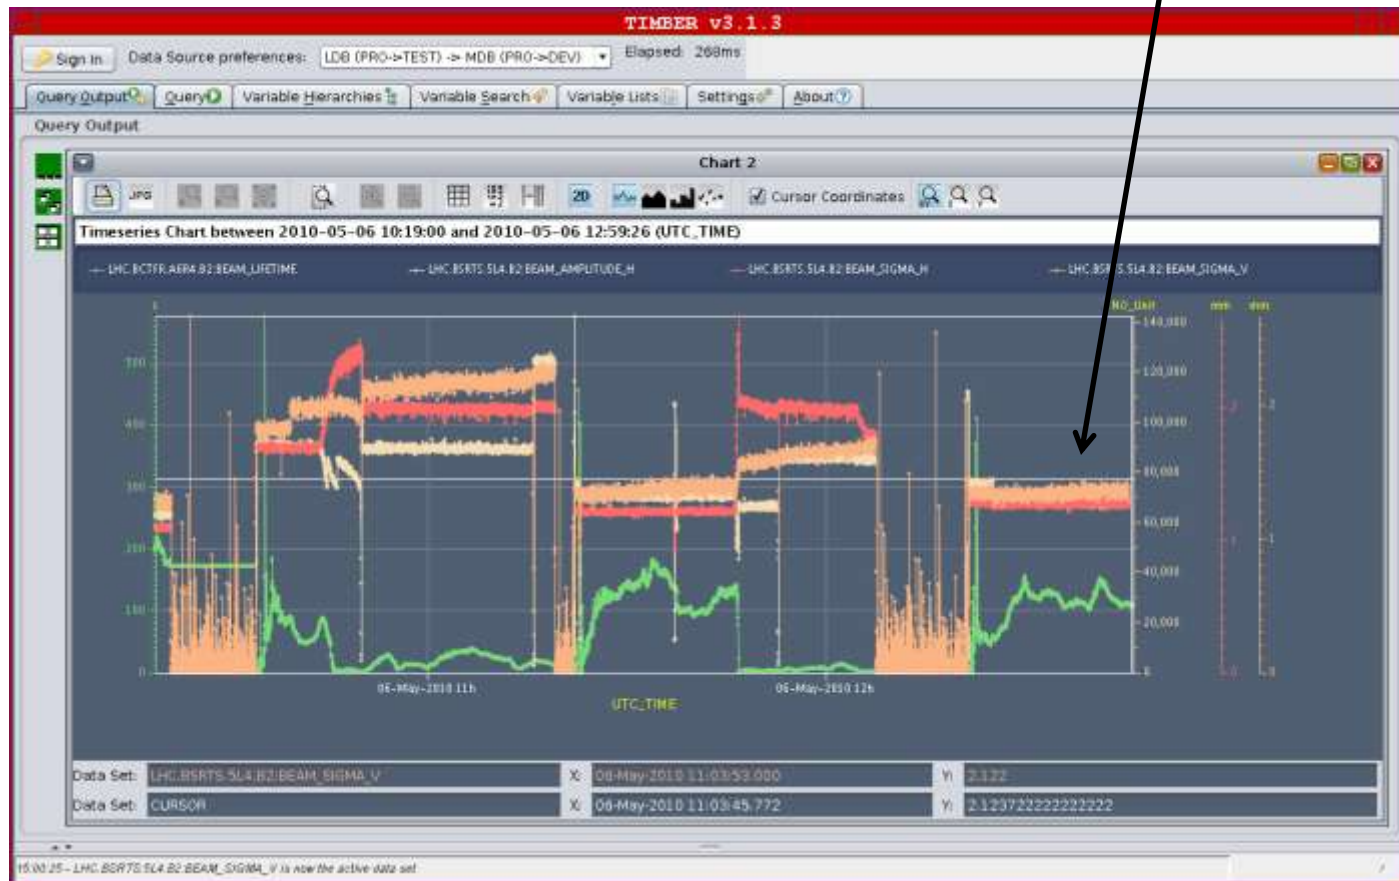 TIMBER v3.1.3
Sign In Data Source preferences: LDB (PRO->TEST) -> MDB (PRO->DEV) Elapsed: 268ms
Query Output Query Variable Hierarchies Variable Search Variable Lists Settings About
Query Output
Chart 2
JPG 2D Cursor Coordinates
Timeseries Chart between 2010-05-06 10:19:00 and 2010-05-06 12:59:26 (UTC_TIME)
LHC.BCTFR.A6R4.B2:BEAM_LIFETIME LHC.BSRTS.5L4.B2:BEAM_AMPLITUDE_H LHC.BSRTS.5L4.B2:BEAM_SIGMA_H LHC.BSRTS.5L4.B2:BEAM_SIGMA_V
NO_Unit mm mm
140,000
120,000
400 100,000 2 2
300 80,000
60,000
200 1 1
40,000
100
20,000
0 0 0 0
06-May-2010 11h 06-May-2010 12h
UTC_TIME
Data Set: LHC.BSRTS.5L4.B2:BEAM_SIGMA_V X: 06-May-2010 11:03:53.000 Y: 2.122
Data Set: CURSOR X: 06-May-2010 11:03:45.772 Y: 2.123722222222222
15:00:25 - LHC.BSRTS.5L4.B2:BEAM_SIGMA_V is now the active data set